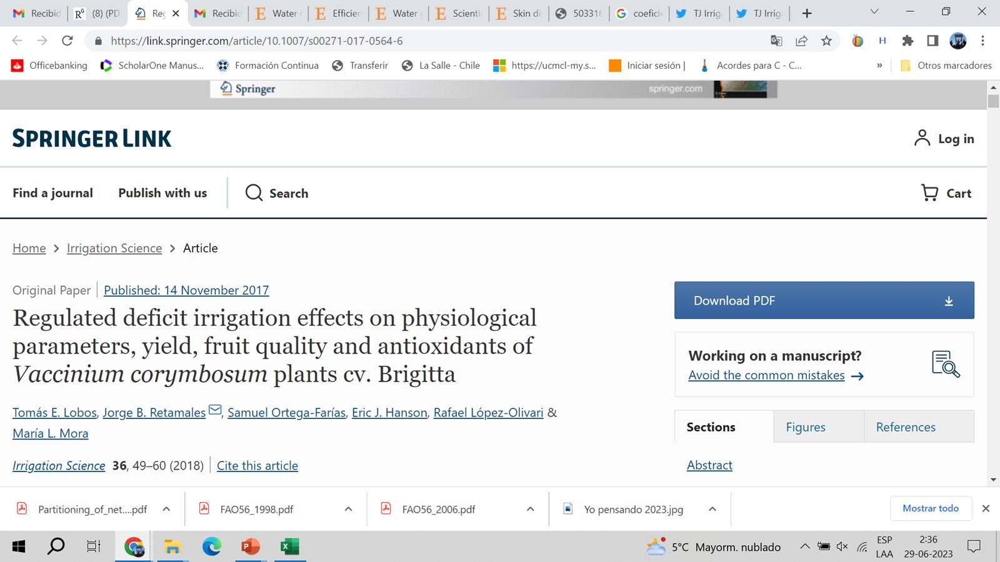 Recibid
(8) (PD
Reg
Recibid
Water
Efficien
Water
Scienti
Skin di
50331
coefici
TJ Irriga
TJ Irriga
https://link.springer.com/article/10.1007/s00271-017-0564-6
Officebanking
ScholarOne Manus...
Formación Continua
Transferir
La Salle - Chile
https://ucmcl-my.s...
Iniciar sesión |
Acordes para C - C...
»
Otros marcadores
Springer
springer.com
SPRINGER LINK
Log in
Find a journal
Publish with us
Search
Cart
Home > Irrigation Science > Article
Original Paper | Published: 14 November 2017
Regulated deficit irrigation effects on physiological
parameters, yield, fruit quality and antioxidants of
Vaccinium corymbosum plants cv. Brigitta
Tomás E. Lobos, Jorge B. Retamales, Samuel Ortega-Farías, Eric J. Hanson, Rafael López-Olivari &
María L. Mora
Irrigation Science 36, 49–60 (2018) | Cite this article
Download PDF
Working on a manuscript?
Avoid the common mistakes →
Sections
Figures
References
Abstract
Partitioning_of_net....pdf
FAO56_1998.pdf
FAO56_2006.pdf
Yo pensando 2023.jpg
Mostrar todo
5°C Mayorm. nublado
ESP
LAA
2:36
29-06-2023